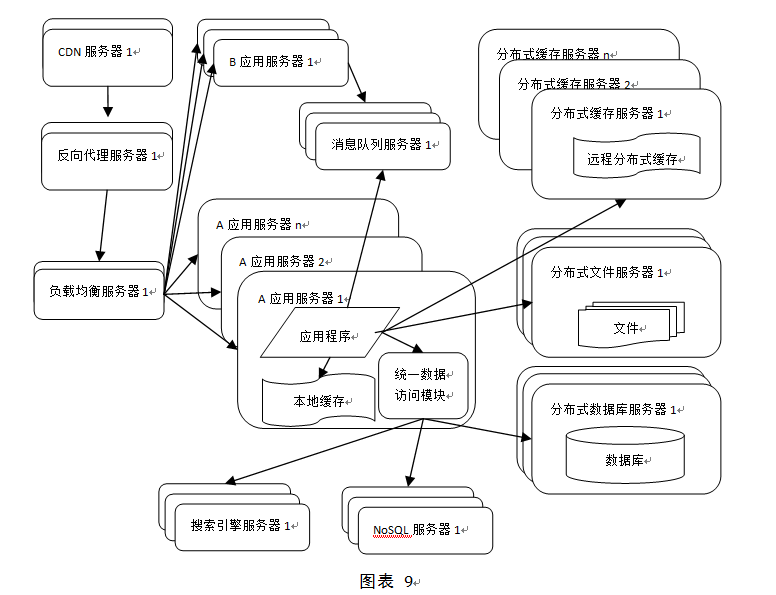 CDN 服务器 1
反向代理服务器 1
负载均衡服务器 1
B 应用服务器 1
消息队列服务器 1
A 应用服务器 n
A 应用服务器 2
A 应用服务器 1
应用程序
本地缓存
统一数据
访问模块
分布式缓存服务器 n
分布式缓存服务器 2
分布式缓存服务器 1
远程分布式缓存
分布式文件服务器 1
文件
分布式数据库服务器 1
数据库
搜索引擎服务器 1
NoSQL 服务器 1
图表 9